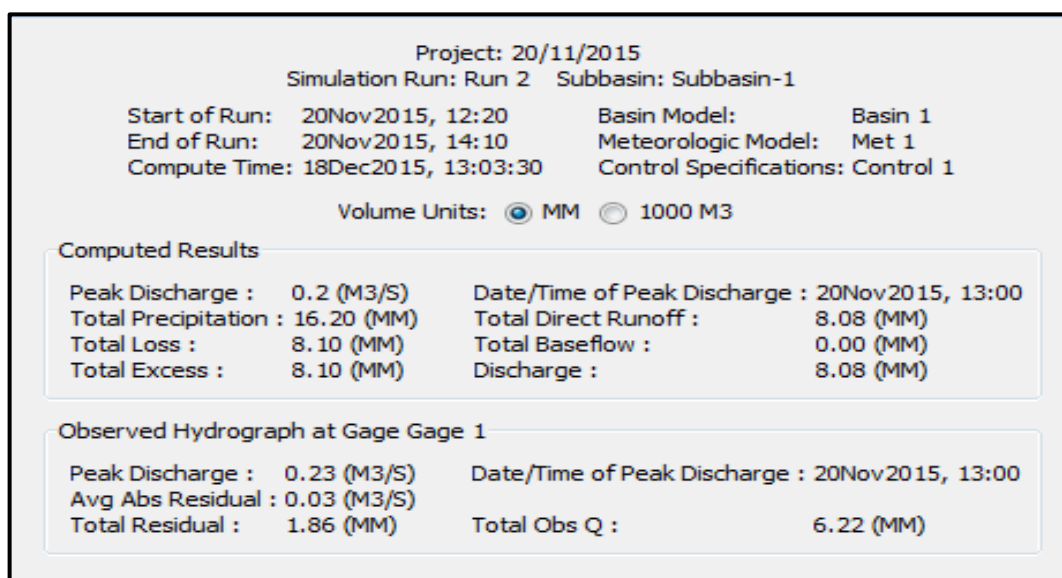 Project: 20/11/2015
Simulation Run: Run 2 Subbasin: Subbasin-1
Start of Run: 20Nov2015, 12:20 Basin Model: Basin 1
End of Run: 20Nov2015, 14:10 Meteorologic Model: Met 1
Compute Time: 18Dec2015, 13:03:30 Control Specifications: Control 1
Volume Units: MM 1000 M3
Computed Results
Peak Discharge : 0.2 (M3/S) Date/Time of Peak Discharge : 20Nov2015, 13:00
Total Precipitation : 16.20 (MM) Total Direct Runoff : 8.08 (MM)
Total Loss : 8.10 (MM) Total Baseflow : 0.00 (MM)
Total Excess : 8.10 (MM) Discharge : 8.08 (MM)
Observed Hydrograph at Gage Gage 1
Peak Discharge : 0.23 (M3/S) Date/Time of Peak Discharge : 20Nov2015, 13:00
Avg Abs Residual : 0.03 (M3/S)
Total Residual : 1.86 (MM) Total Obs Q : 6.22 (MM)